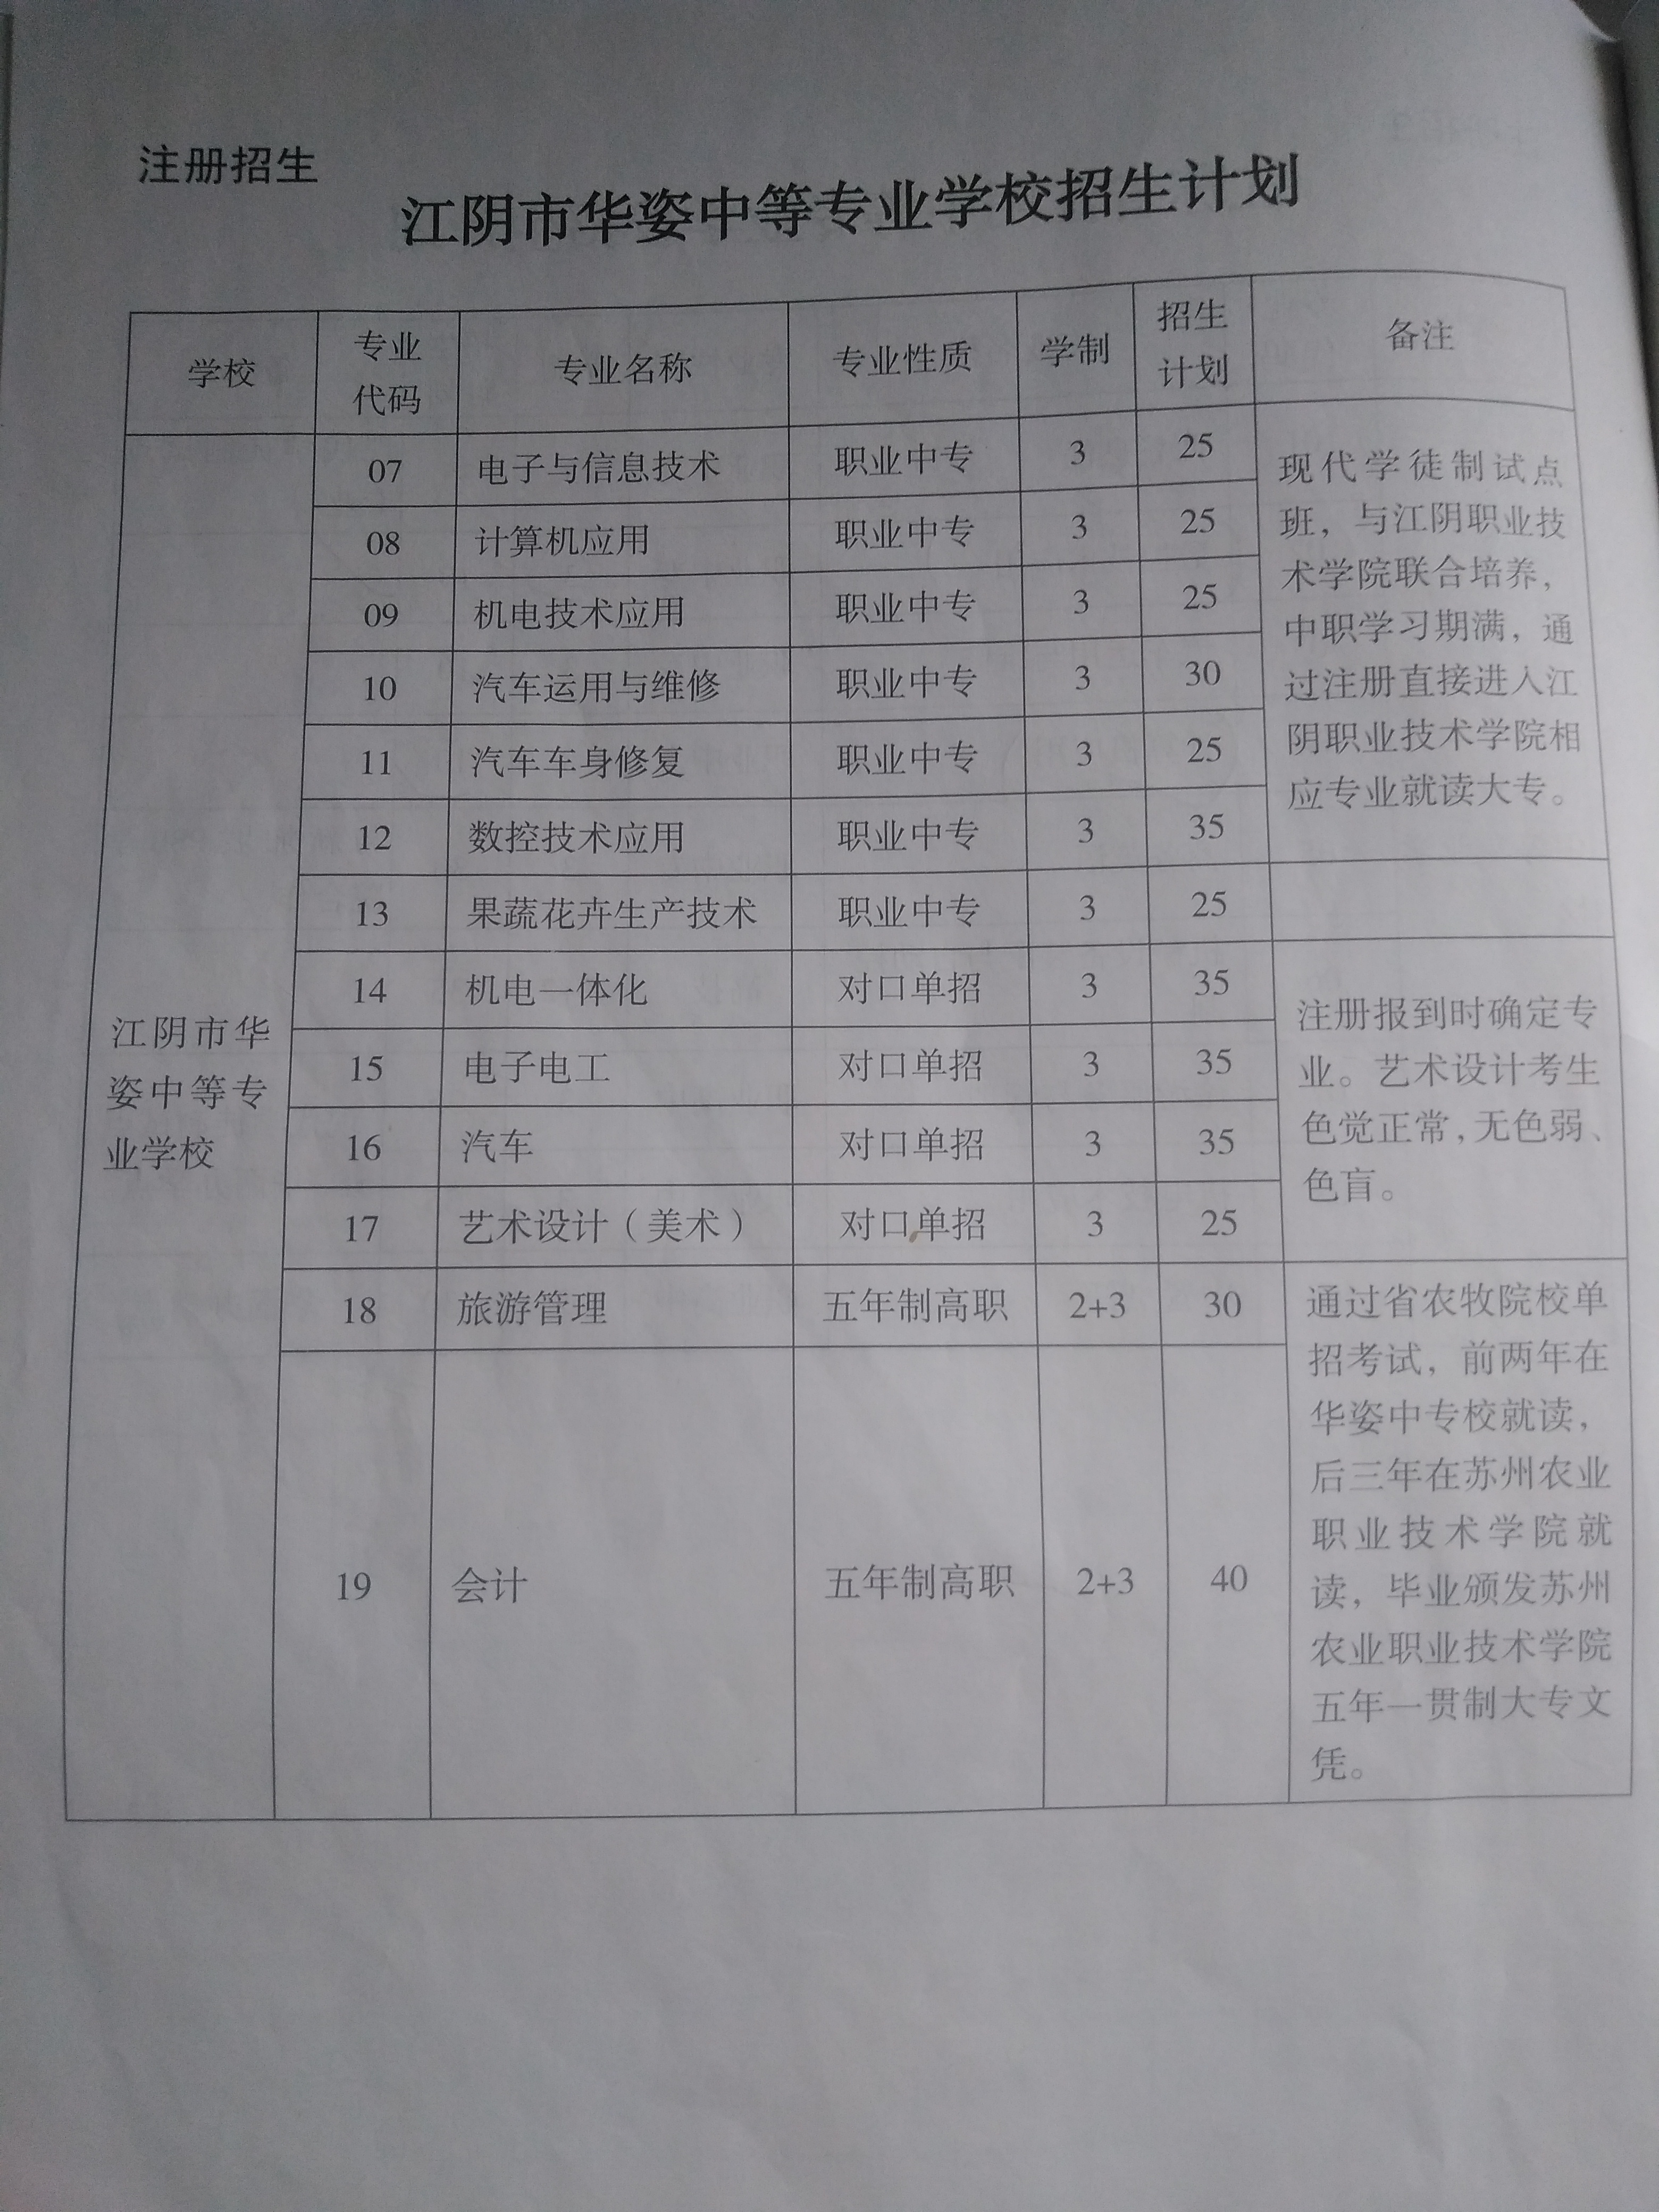 注册招生
江阴市华姿中等专业学校招生计划
学校 专业代码 专业名称 专业性质 学制 招生计划 备注
江阴市华
姿中等专
业学校
07 电子与信息技术 职业中专 3 25
08 计算机应用 职业中专 3 25
09 机电技术应用 职业中专 3 25
10 汽车运用与维修 职业中专 3 30
11 汽车车身修复 职业中专 3 25
12 数控技术应用 职业中专 3 35
现代学徒制试点
班，与江阴职业技
术学院联合培养，
中职学习期满，通
过注册直接进入江
阴职业技术学院相
应专业就读大专。
13 果蔬花卉生产技术 职业中专 3 25
14 机电一体化 对口单招 3 35
15 电子电工 对口单招 3 35
16 汽车 对口单招 3 35
17 艺术设计（美术） 对口单招 3 25
注册报到时确定专
业。艺术设计考生
色觉正常，无色弱、
色盲。
18 旅游管理 五年制高职 2+3 30
19 会计 五年制高职 2+3 40
通过省农牧院校单
招考试，前两年在
华姿中专校就读，
后三年在苏州农业
职业技术学院就
读，毕业颁发苏州
农业职业技术学院
五年一贯制大专文
凭。